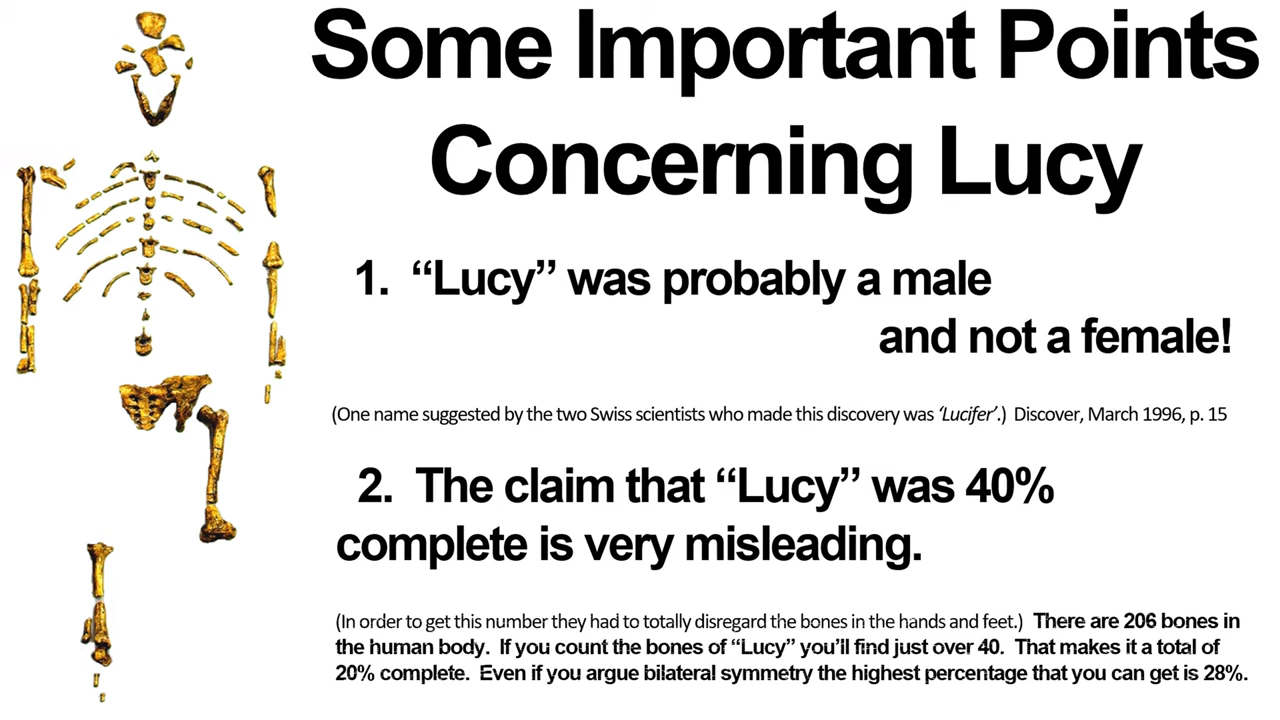 Some Important Points
Concerning Lucy
1. “Lucy” was probably a male
and not a female!
(One name suggested by the two Swiss scientists who made this discovery was ‘Lucifer’.) Discover, March 1996, p. 15
2. The claim that “Lucy” was 40%
complete is very misleading.
(In order to get this number they had to totally disregard the bones in the hands and feet.) There are 206 bones in
the human body. If you count the bones of “Lucy” you’ll find just over 40. That makes it a total of
20% complete. Even if you argue bilateral symmetry the highest percentage that you can get is 28%.